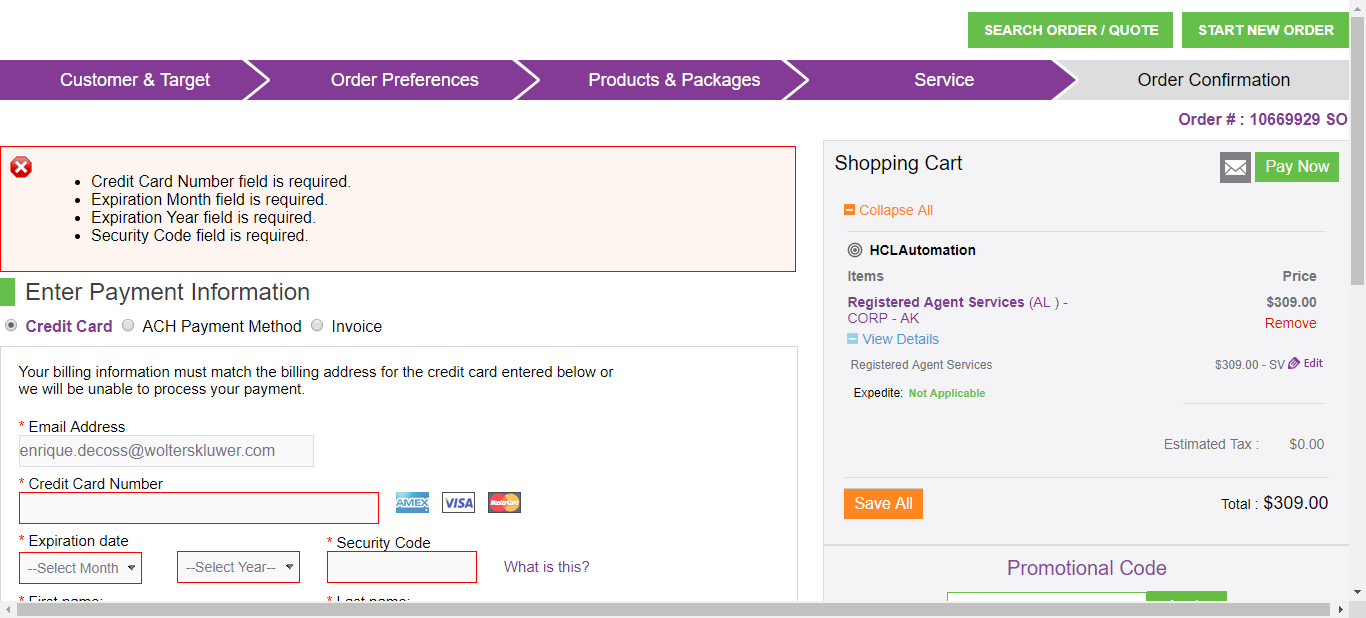 SEARCH ORDER / QUOTE
START NEW ORDER
Customer & Target
Order Preferences
Products & Packages
Service
Order Confirmation
Order # : 10669929 SO
Credit Card Number field is required.
Expiration Month field is required.
Expiration Year field is required.
Security Code field is required.
Enter Payment Information
Credit Card
ACH Payment Method
Invoice
Your billing information must match the billing address for the credit card entered below or
we will be unable to process your payment.
* Email Address
enrique.decoss@wolterskluwer.com
* Credit Card Number
AMEX
VISA
MasterCard
* Expiration date
--Select Month
--Select Year--
* Security Code
What is this?
* First name:
* Last name:
Shopping Cart
Pay Now
Collapse All
HCLAutomation
Items
Price
Registered Agent Services (AL ) -
CORP - AK
$309.00
Remove
View Details
Registered Agent Services
$309.00 - SV
Edit
Expedite: Not Applicable
Estimated Tax :
$0.00
Save All
Total : $309.00
Promotional Code